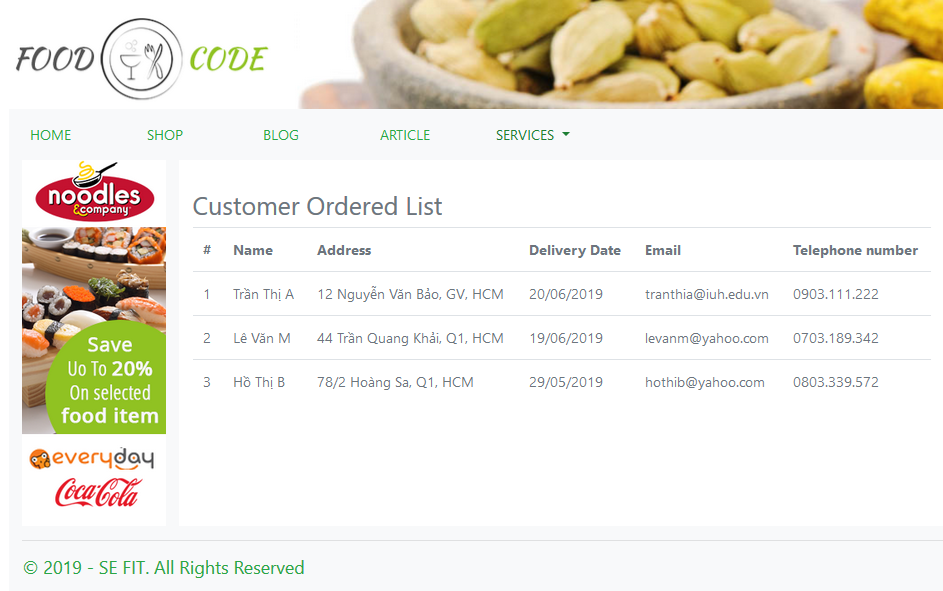 FOOD CODE
HOME SHOP BLOG ARTICLE SERVICES
noodles
&company
Save
Uo To 20%
On selected
food item
everyday
Coca-Cola
Customer Ordered List
# Name Address Delivery Date Email Telephone number
1 Trần Thị A 12 Nguyễn Văn Bảo, GV, HCM 20/06/2019 tranthia@iuh.edu.vn 0903.111.222
2 Lê Văn M 44 Trần Quang Khải, Q1, HCM 19/06/2019 levanm@yahoo.com 0703.189.342
3 Hồ Thị B 78/2 Hoàng Sa, Q1, HCM 29/05/2019 hothib@yahoo.com 0803.339.572
© 2019 - SE FIT. All Rights Reserved